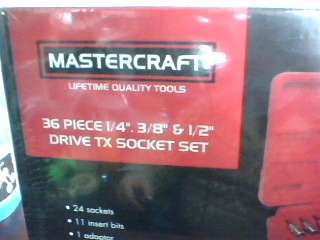 MASTERCRAFT
LIFETIME QUALITY TOOLS
36 PIECE 1/4", 3/8" & 1/2"
DRIVE TX SOCKET SET
• 24 sockets
• 11 insert bits
• 1 adaptor